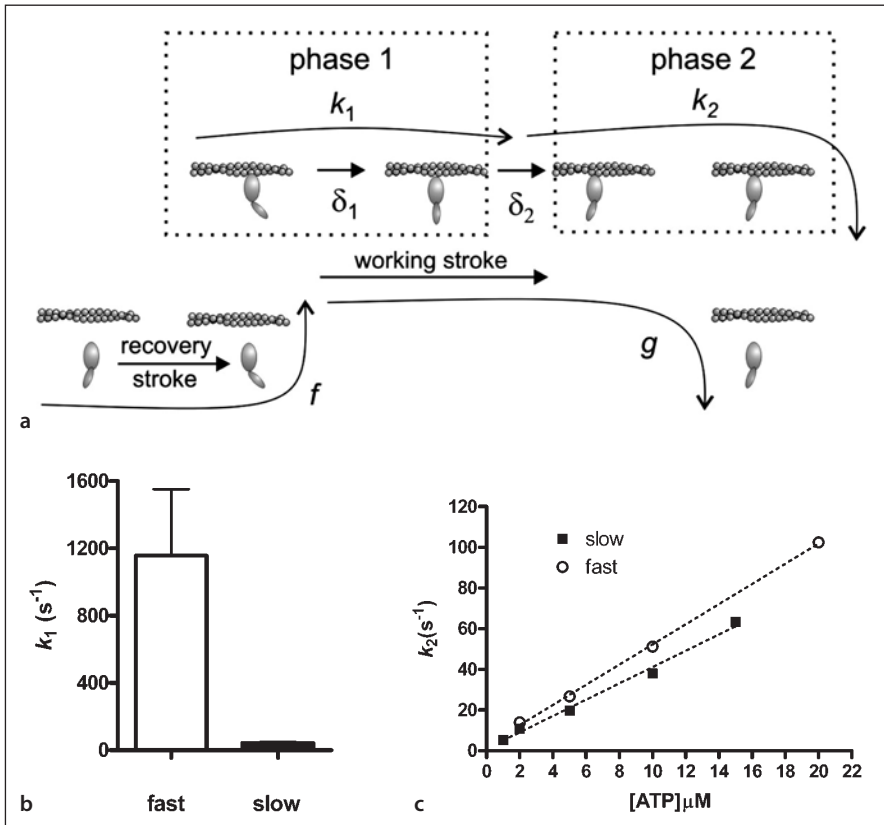 phase 1
phase 2
k1
k2
δ1
δ2
working stroke
recovery
stroke
f
g
a
1600
1200
800
400
0
k1 (s-1)
fast
slow
b
120
100
80
60
40
20
0
k2(s-1)
slow
fast
0 2 4 6 8 10 12 14 16 18 20 22
[ATP]μM
c